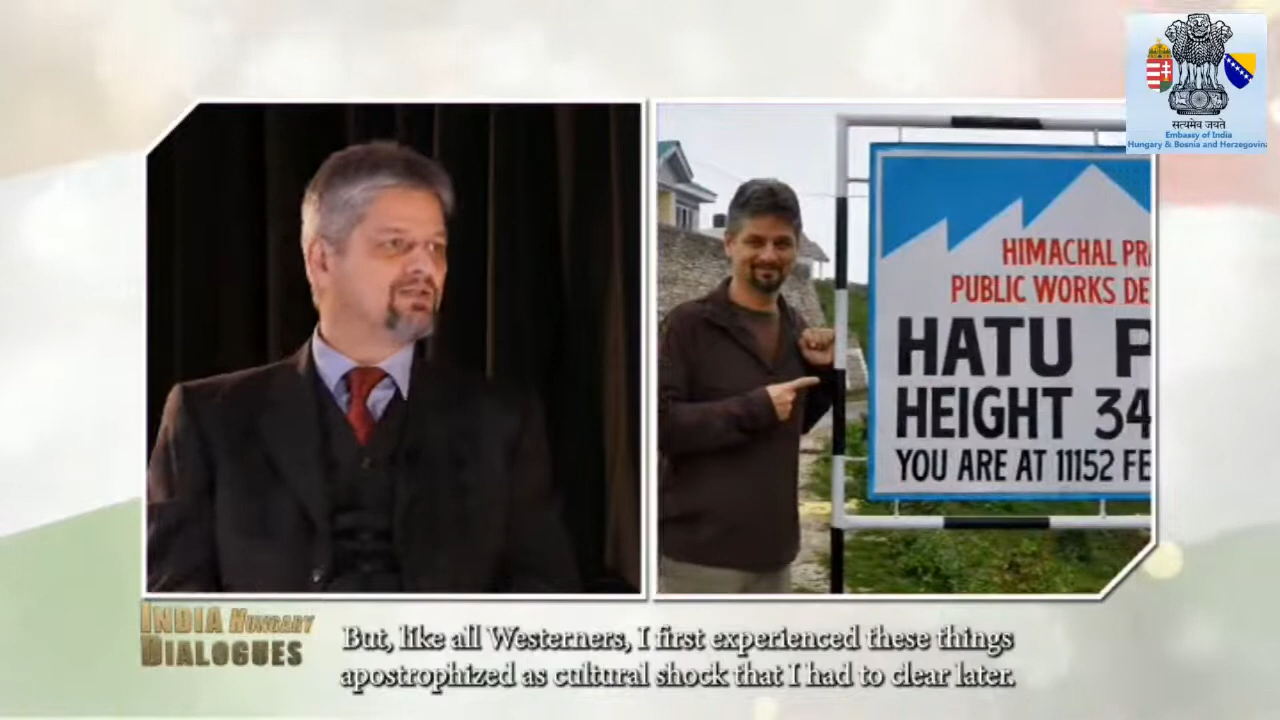 सत्यमेव जयते
Embassy of India
Hungary & Bosnia and Herzegovina
HIMACHAL PR
PUBLIC WORKS DE
HATU P
HEIGHT 34
YOU ARE AT 11152 FE
INDIA HUNGARY
DIALOGUES
But, like all Westerners, I first experienced these things
apostrophized as cultural shock that I had to clear later.